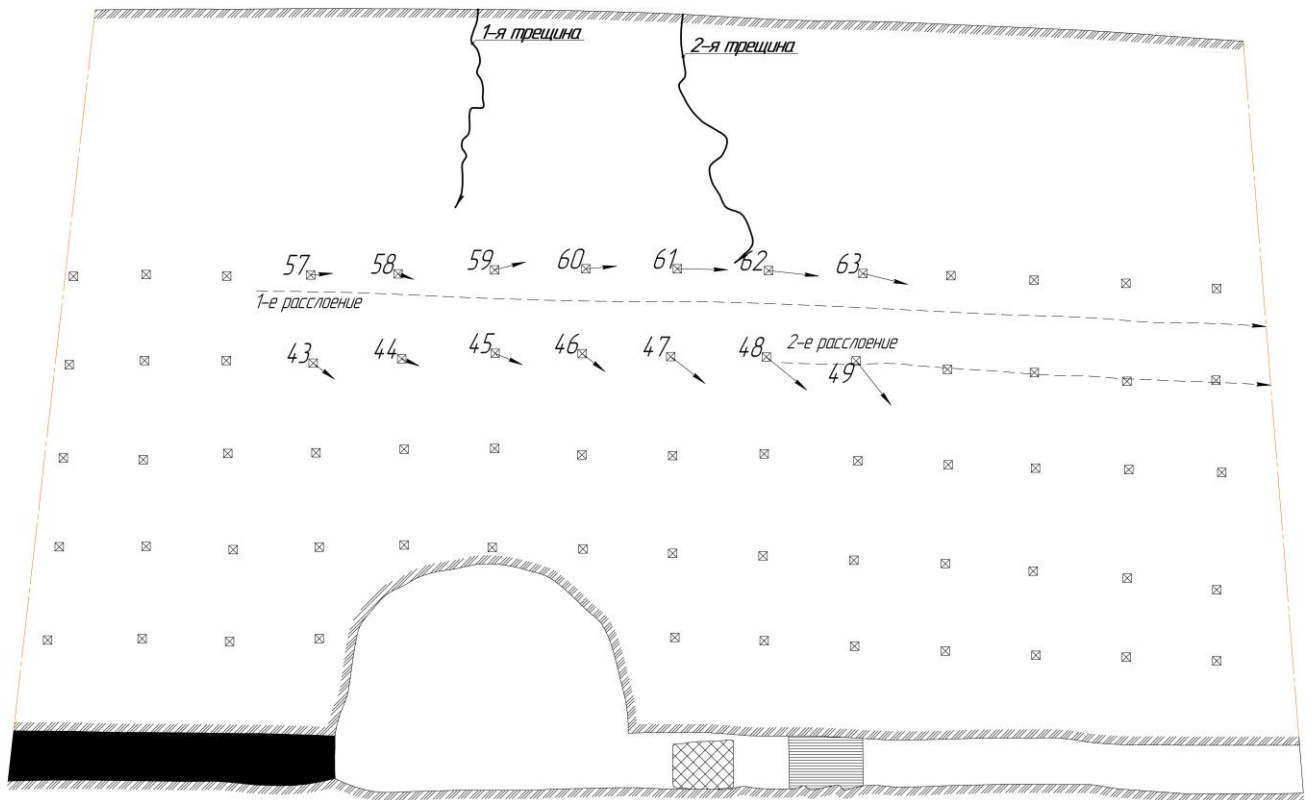 1-я трещина
2-я трещина
57 58 59 60 61 62 63
1-е расслоение
43 44 45 46 47 48 49
2-е расслоение